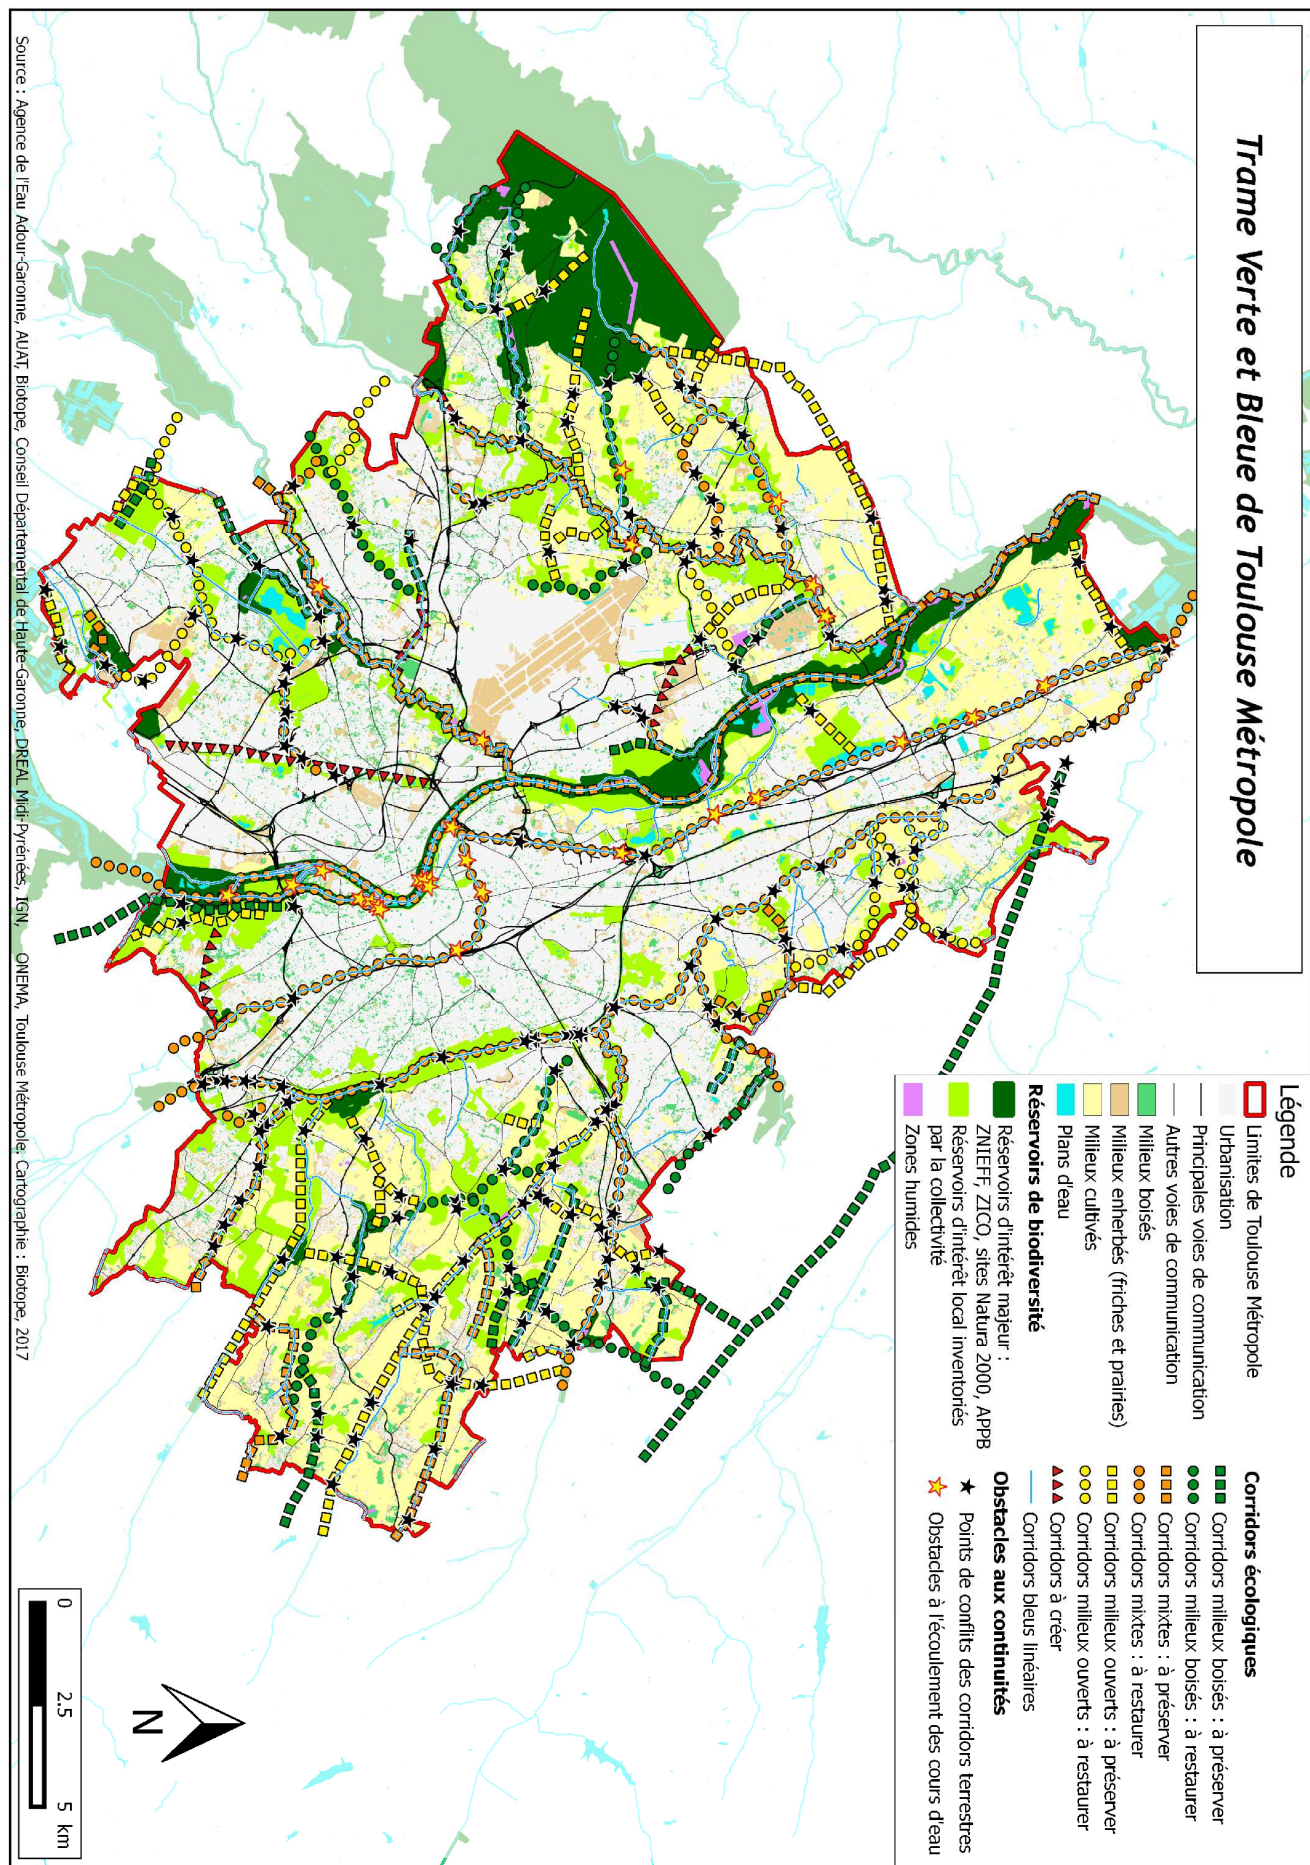 Trame Verte et Bleue de Toulouse Métropole
Légende
Limites de Toulouse Métropole
Urbanisation
Principales voies de communication
Autres voies de communication
Milieux boisés
Milieux enherbés (friches et prairies)
Milieux cultivés
Plans d'eau
Réservoirs de biodiversité
Réservoirs d'intérêt majeur :
ZNIEFF, ZICO, sites Natura 2000, APPB
Réservoirs d'intérêt local inventoriés
par la collectivité
Zones humides
Corridors écologiques
Corridors milieux boisés : à préserver
Corridors milieux boisés : à restaurer
Corridors mixtes : à préserver
Corridors mixtes : à restaurer
Corridors milieux ouverts : à préserver
Corridors milieux ouverts : à restaurer
Corridors à créer
Corridors bleus linéaires
Obstacles aux continuités
Points de conflits des corridors terrestres
Obstacles à l'écoulement des cours d'eau
N
0 2.5 5 km
Source : Agence de l'Eau Adour-Garonne, AUAT, Biotope, Conseil Départemental de Haute-Garonne, DREAL Midi-Pyrénées, IGN, ONEMA, Toulouse Métropole, Cartographie : Biotope, 2017